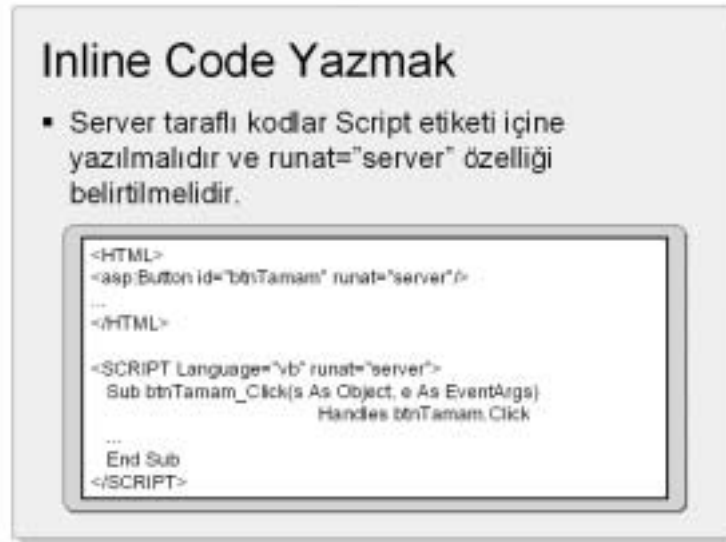 Inline Code Yazmak
▪ Server taraflı kodlar Script etiketi içine
yazılmalıdır ve runat="server" özelliği
belirtilmelidir.
<HTML>
<asp:Button id="btnTamam" runat="server"/>
...
</HTML>
<SCRIPT Language="vb" runat="server">
Sub btnTamam_Click(s As Object, e As EventArgs)
Handles btnTamam.Click
...
End Sub
</SCRIPT>